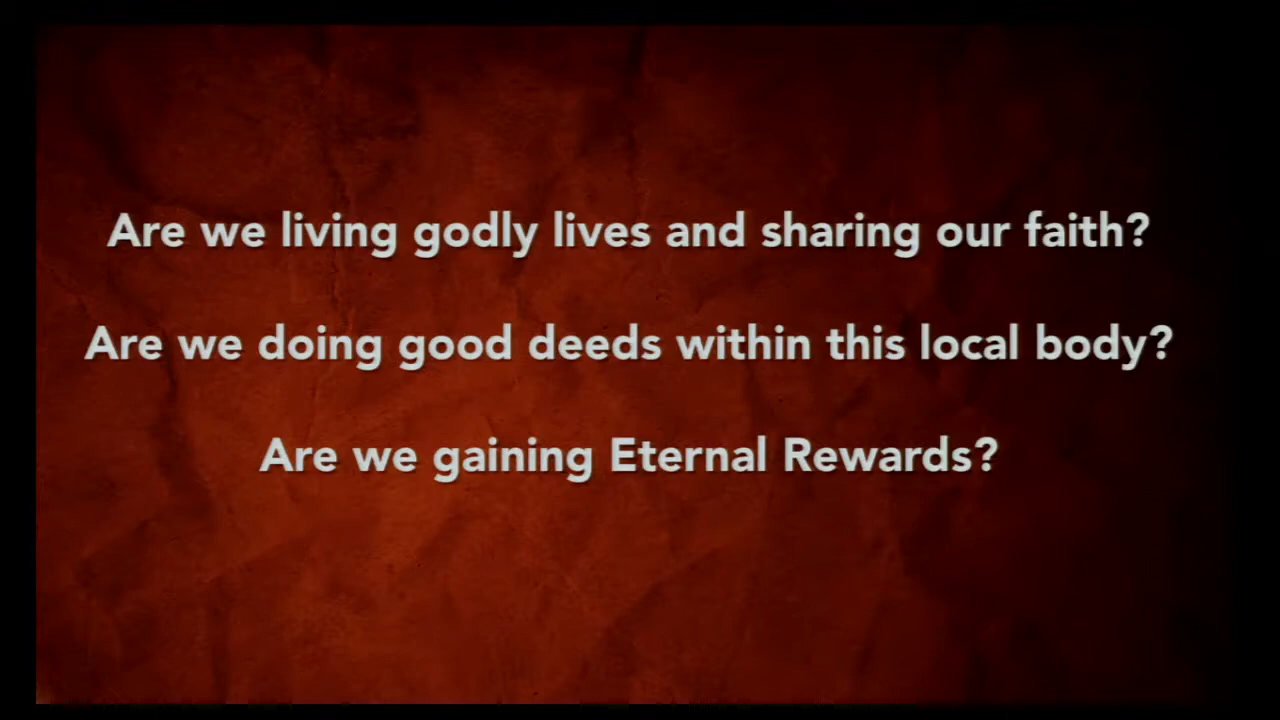 Are we living godly lives and sharing our faith?
Are we doing good deeds within this local body?
Are we gaining Eternal Rewards?